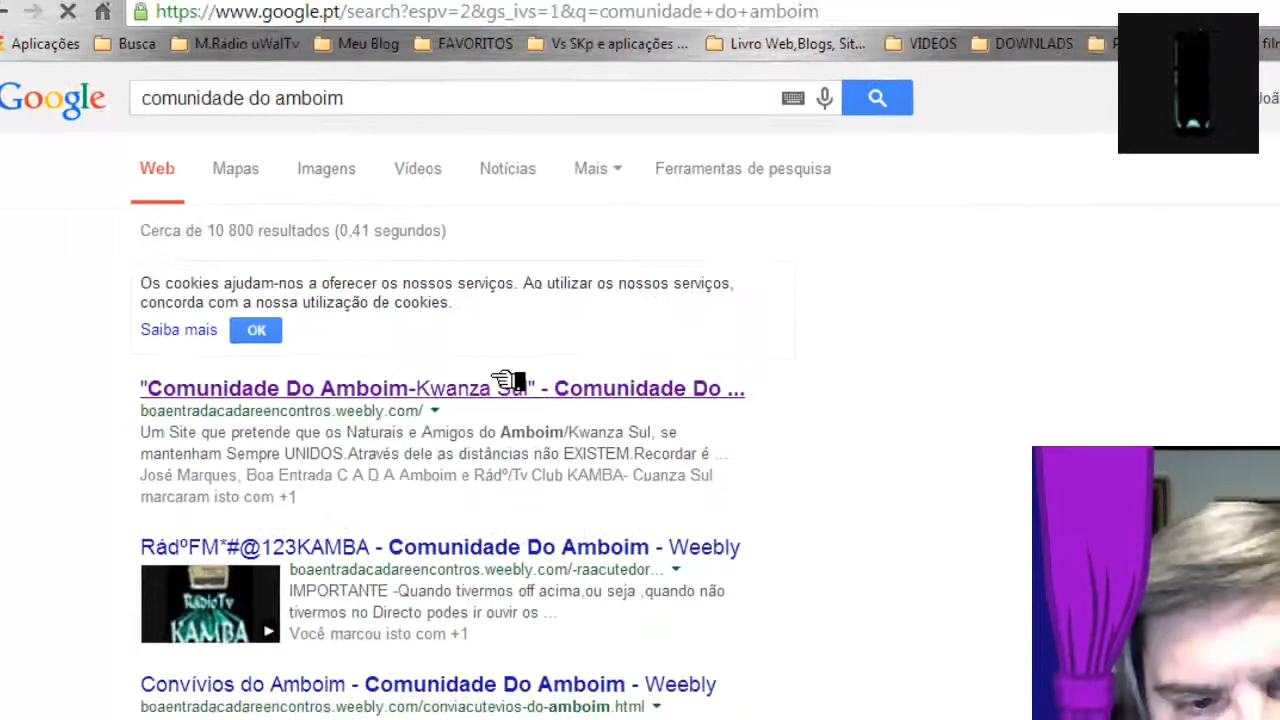 https://www.google.pt/search?espv=2&gs_ivs=1&q=comunidade+do+amboim
Aplicações Busca M.Rádio uWalTv Meu Blog FAVORITOS Vs SKp e aplicações ... Livro Web,Blogs, Sit... VIDEOS DOWNLADS
Google comunidade do amboim
Web Mapas Imagens Vídeos Notícias Mais Ferramentas de pesquisa
Cerca de 10 800 resultados (0,41 segundos)
Os cookies ajudam-nos a oferecer os nossos serviços. Ao utilizar os nossos serviços,
concorda com a nossa utilização de cookies.
Saiba mais OK
"Comunidade Do Amboim-Kwanza Sul" - Comunidade Do ...
boaentradacadareencontros.weebly.com/
Um Site que pretende que os Naturais e Amigos do Amboim/Kwanza Sul, se
mantenham Sempre UNIDOS.Através dele as distâncias não EXISTEM.Recordar é ...
José Marques, Boa Entrada C A D A Amboim e Rádº/Tv Club KAMBA- Cuanza Sul
marcaram isto com +1
RádºFM*#@123KAMBA - Comunidade Do Amboim - Weebly
boaentradacadareencontros.weebly.com/-raacutedor...
IMPORTANTE -Quando tivermos off acima,ou seja ,quando não
tivermos no Directo podes ir ouvir os ...
Você marcou isto com +1
RádioTv
KAMBA
Convívios do Amboim - Comunidade Do Amboim - Weebly
boaentradacadareencontros.weebly.com/conviacutevios-do-amboim.html